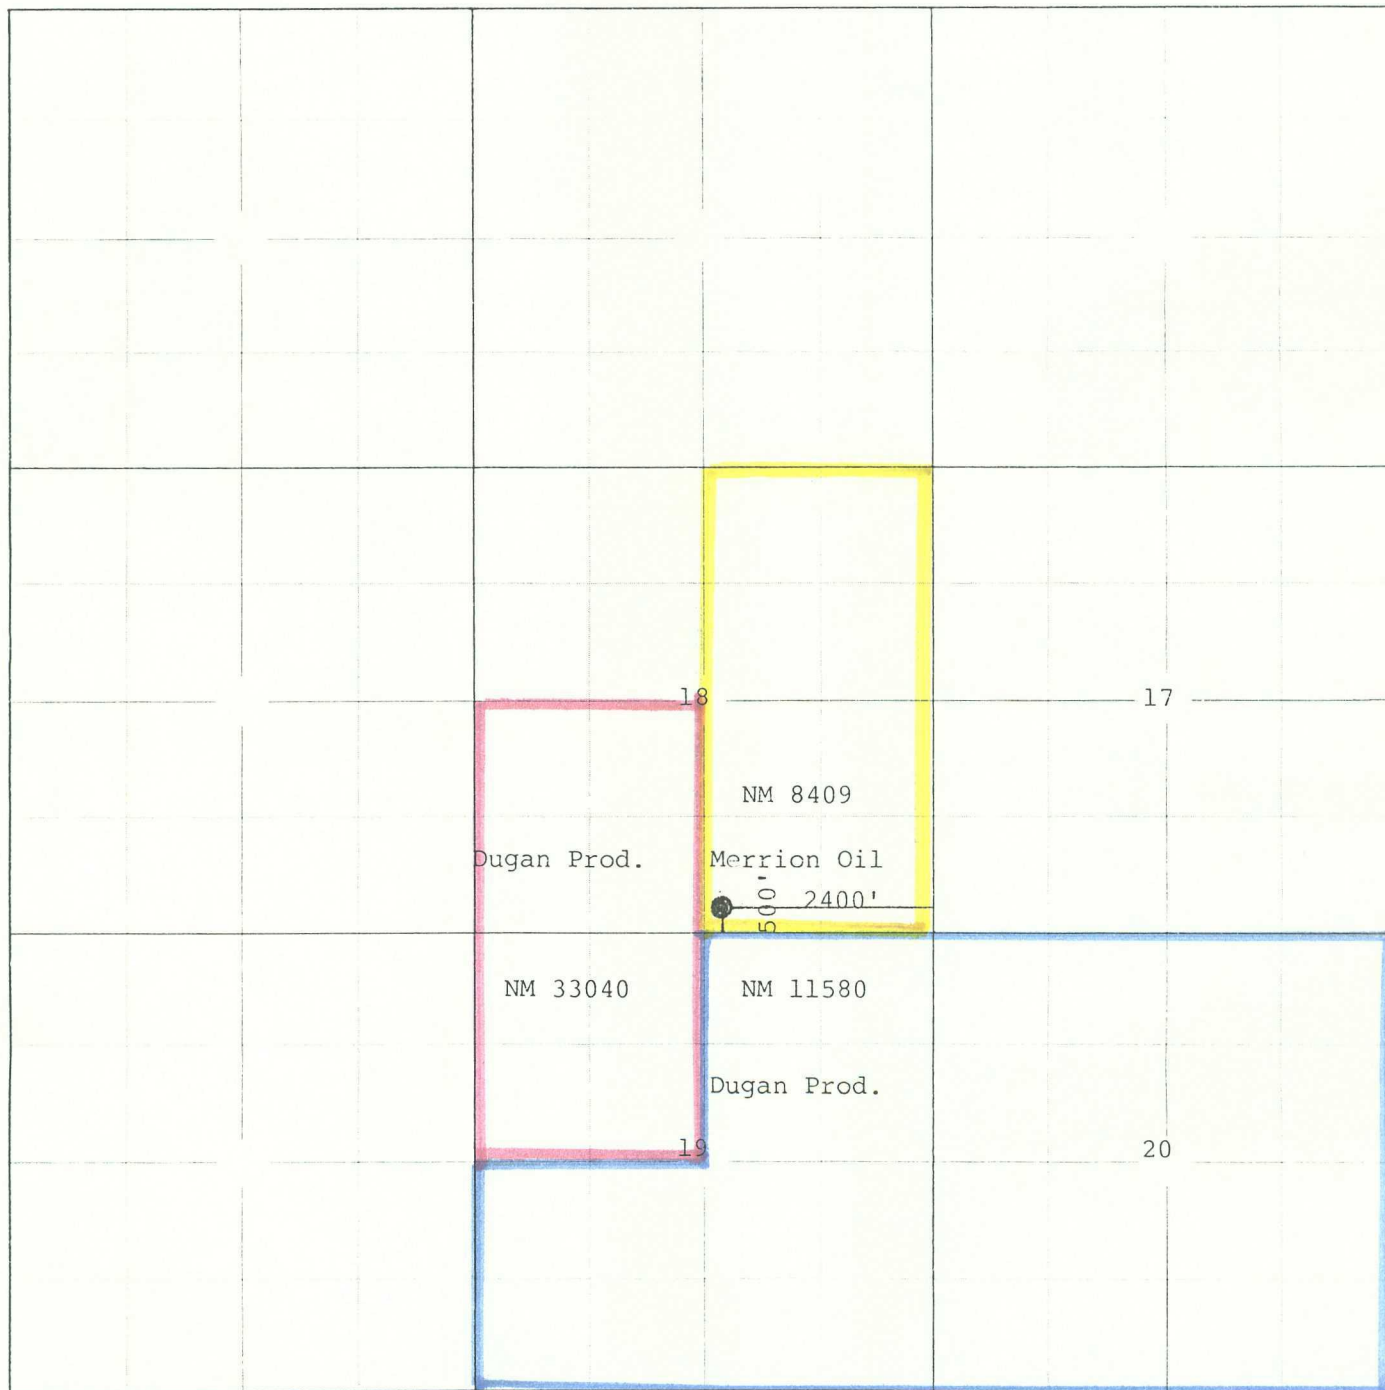 18
17
NM 8409
Dugan Prod.
Merrion Oil
500'
2400'
NM 33040
NM 11580
Dugan Prod.
19
20